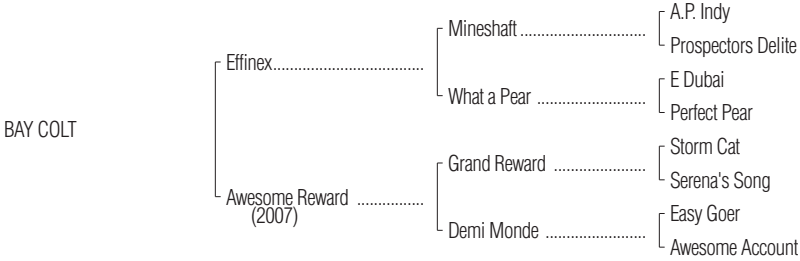 A.P. Indy
Mineshaft
Prospectors Delite
Effinex
E Dubai
What a Pear
Perfect Pear
BAY COLT
Storm Cat
Grand Reward
Serena's Song
Awesome Reward
(2007)
Easy Goer
Demi Monde
Awesome Account